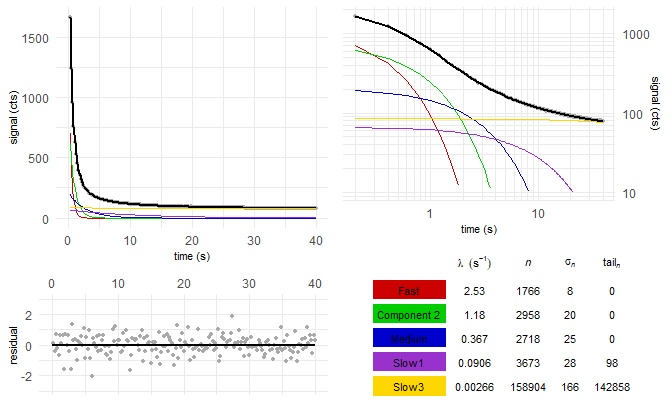 1500
1000
500
0
signal (cts)
0 10 20 30 40
time (s)
1000
100
10
signal (cts)
1 10
time (s)
0 10 20 30 40
2
0
-2
residual
λ (s⁻¹) n σₙ tailₙ
Fast 2.53 1766 8 0
Component 2 1.18 2958 20 0
Medium 0.367 2718 25 0
Slow1 0.0906 3673 28 98
Slow3 0.00266 158904 166 142858